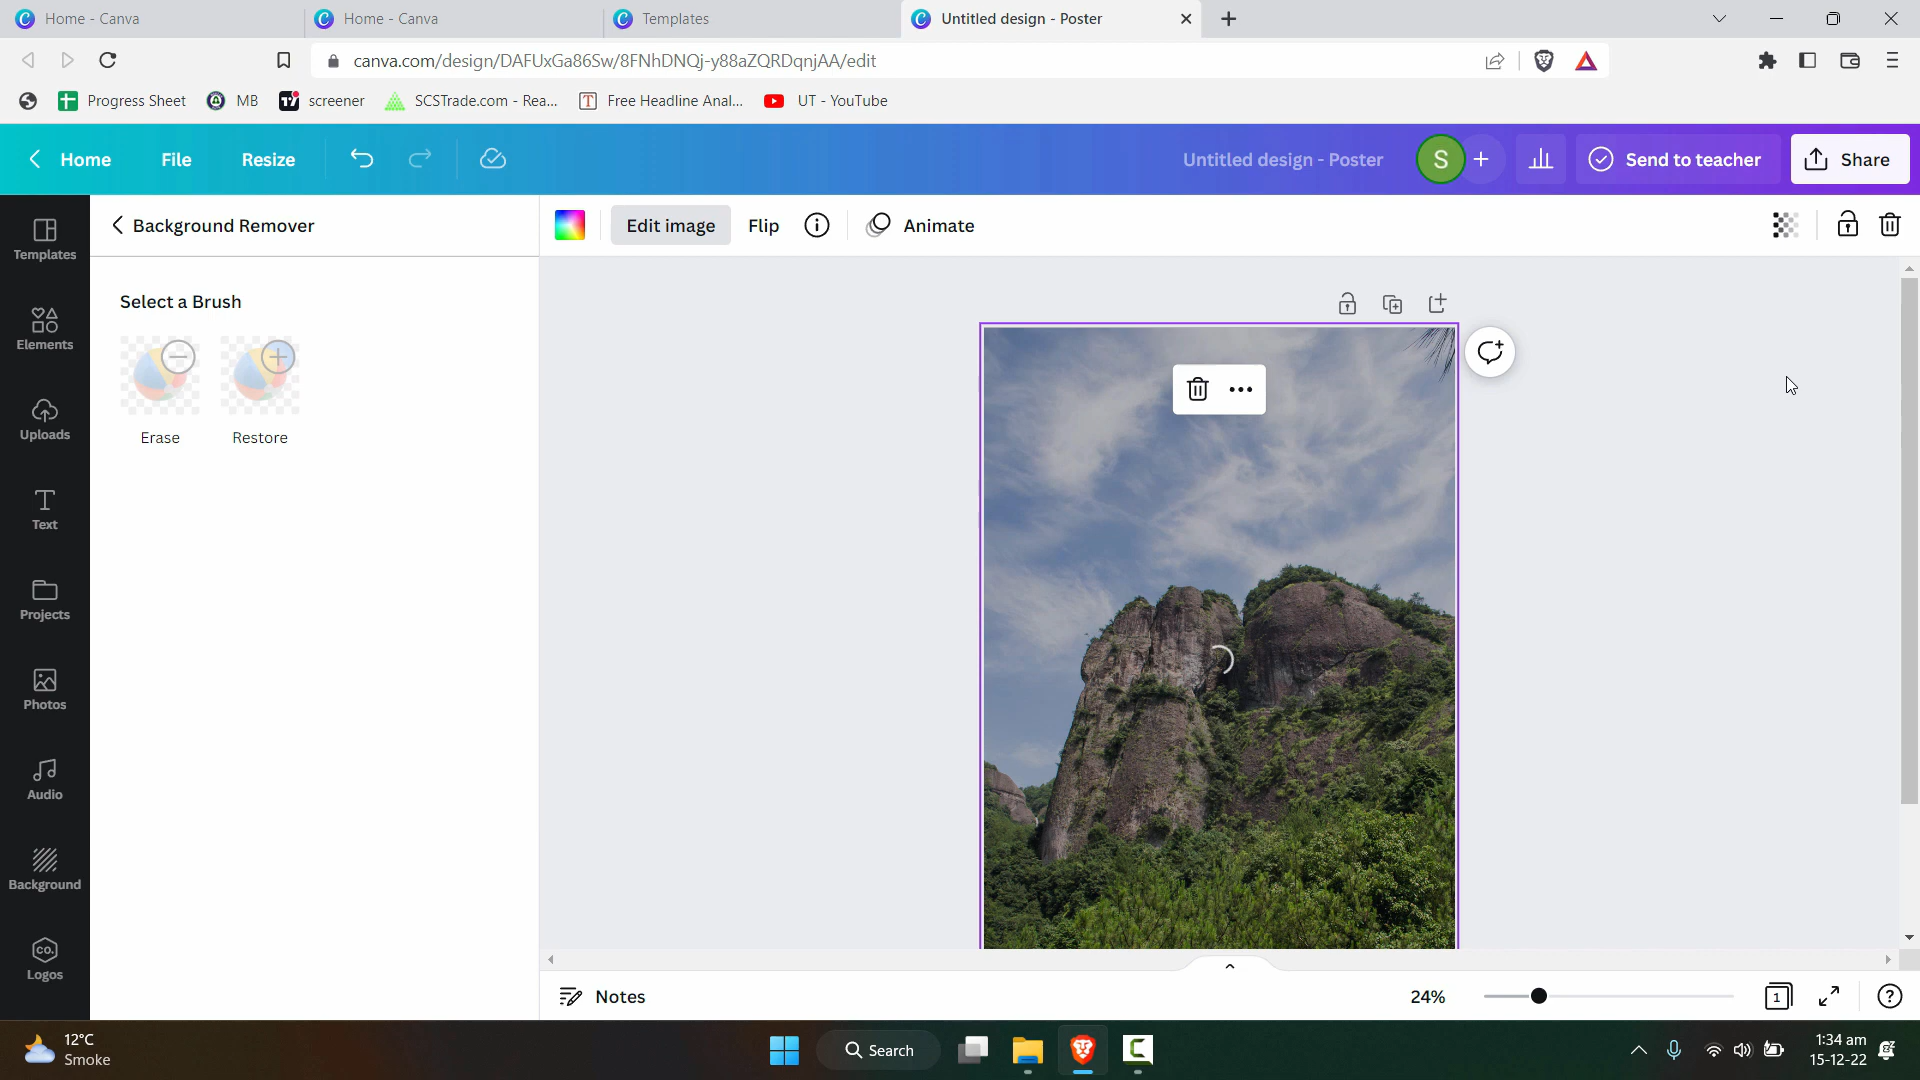 Home - Canva
Home - Canva
Templates
Untitled design - Poster
canva.com/design/DAFUxGa86Sw/8FNhDNQj-y88aZQRDqnjAA/edit
Progress Sheet
MB
screener
SCSTrade.com - Rea...
Free Headline Anal...
UT - YouTube
Home
File
Resize
Untitled design - Poster
S
Send to teacher
Share
Background Remover
Edit image
Flip
Animate
Templates
Elements
Uploads
Text
Projects
Photos
Audio
Background
CO.
Logos
Select a Brush
Erase
Restore
Notes
24%
1
12°C
Smoke
Search
1:34 am
15-12-22